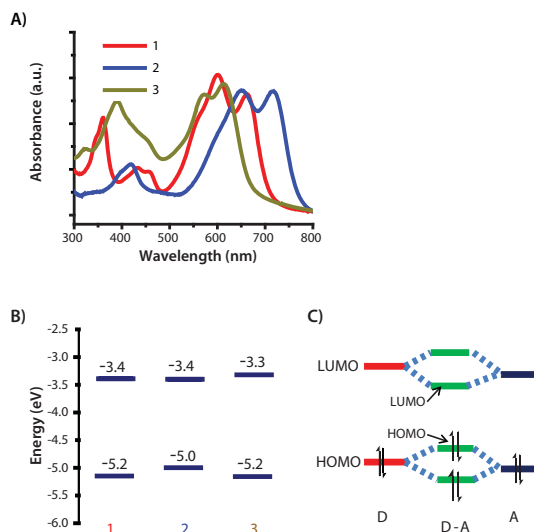 A)
1
2
3
Absorbance (a.u.)
300 400 500 600 700 800
Wavelength (nm)
B)
Energy (eV)
-2.5
-3.0
-3.5
-4.0
-4.5
-5.0
-5.5
-6.0
−3.4 −3.4 −3.3
−5.2 −5.0 −5.2
1 2 3
C)
LUMO
LUMO
HOMO
HOMO
D D-A A